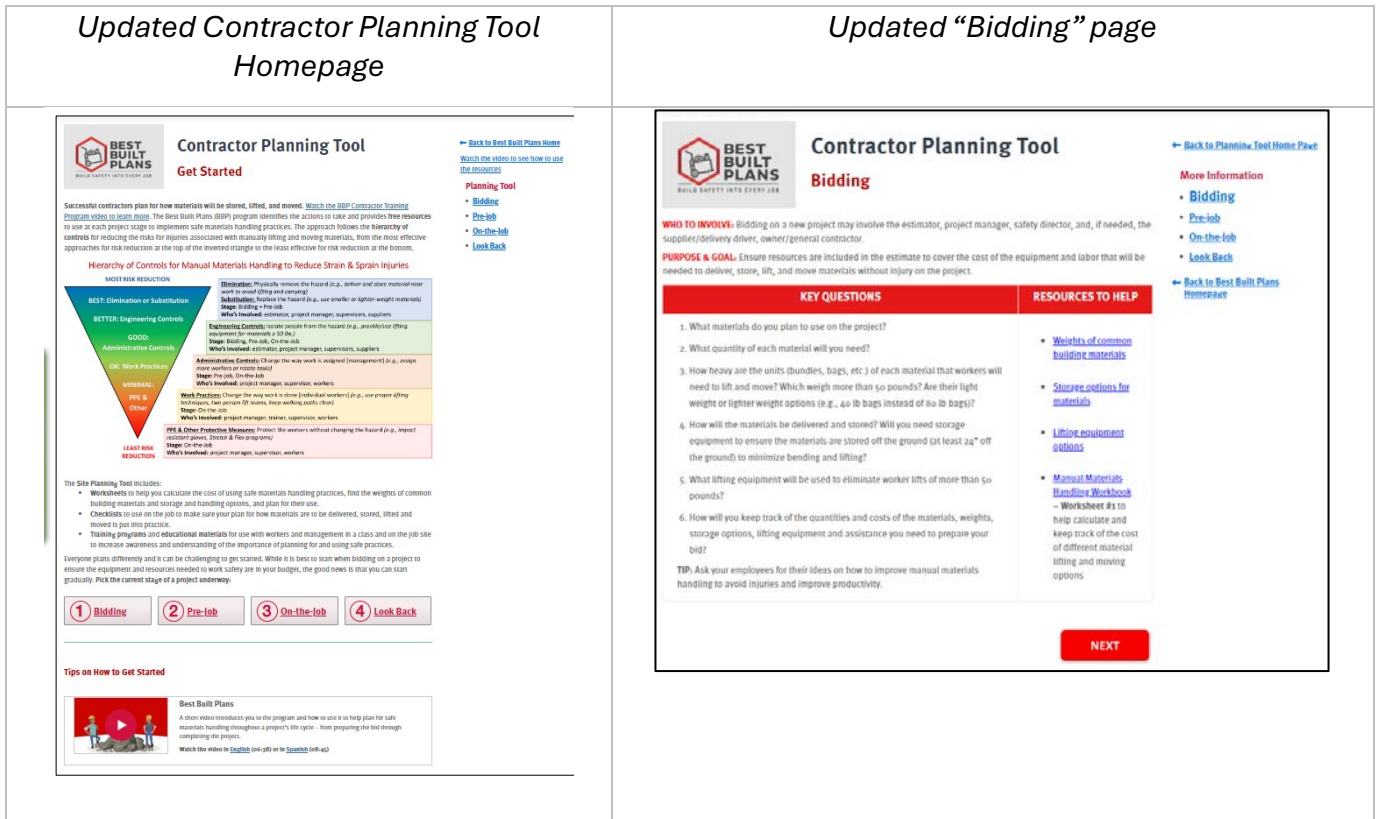 Updated Contractor Planning Tool
Homepage
Updated “Bidding” page
BEST
BUILT
PLANS
BUILD SAFETY INTO EVERY JOB
Contractor Planning Tool
Get Started
← Back to Best Built Plans Home
Watch the video to see how to use
the resources
Planning Tool
• Bidding
• Pre-job
• On-the-Job
• Look Back
Successful contractors plan for how materials will be stored, lifted, and moved. Watch the BBP Contractor Training
Program video to learn more. The Best Built Plans (BBP) program identifies the actions to take and provides free resources
to use at each project stage to implement safe materials handling practices. The approach follows the hierarchy of
controls for reducing the risks for injuries associated with manually lifting and moving materials, from the most effective
approaches for risk reduction at the top of the inverted triangle to the least effective for risk reduction at the bottom.
Hierarchy of Controls for Manual Materials Handling to Reduce Strain & Sprain Injuries
MOST RISK REDUCTION
BEST: Elimination or Substitution
BETTER: Engineering Controls
GOOD:
Administrative Controls
OK: Work Practices
MINIMAL:
PPE &
Other
LEAST RISK
REDUCTION
Elimination: Physically remove the hazard (e.g., deliver and store material near
work to avoid lifting and carrying)
Substitution: Replace the hazard (e.g., use smaller or lighter-weight materials)
Stage: Bidding + Pre-Job
Who's Involved: estimator, project manager, supervisors, suppliers
Engineering Controls: Isolate people from the hazard (e.g., provide/use lifting
equipment for materials ≥ 50 lbs.)
Stage: Bidding, Pre-Job, On-the-Job
Who's Involved: estimator, project manager, supervisors, suppliers
Administrative Controls: Change the way work is assigned [management] (e.g., assign
more workers or rotate tasks)
Stage: Pre-job, On-the-Job
Who's Involved: project manager, supervisor, workers
Work Practices: Change the way work is done [individual workers] (e.g., use proper lifting
techniques, two person lift teams, keep walking paths clear)
Stage: On-the-Job
Who's Involved: project manager, trainer, supervisor, workers
PPE & Other Protective Measures: Protect the workers without changing the hazard (e.g., impact
resistant gloves, Stretch & Flex programs)
Stage: On-the-Job
Who's Involved: project manager, supervisor, workers
The Site Planning Tool includes:
• Worksheets to help you calculate the cost of using safe materials handling practices, find the weights of common
building materials and storage and handling options, and plan for their use.
• Checklists to use on the job to make sure your plan for how materials are to be delivered, stored, lifted and
moved is put into practice.
• Training programs and educational materials for use with workers and management in a class and on the job site
to increase awareness and understanding of the importance of planning for and using safe practices.
Everyone plans differently and it can be challenging to get started. While it is best to start when bidding on a project to
ensure the equipment and resources needed to work safely are in your budget, the good news is that you can start
gradually. Pick the current stage of a project underway:
1 Bidding
2 Pre-Job
3 On-the-Job
4 Look Back
Tips on How to Get Started
Best Built Plans
A short video introduces you to the program and how to use it to help plan for safe
materials handling throughout a project's life cycle – from preparing the bid through
completing the project.
Watch the video in English (06:38) or in Spanish (08:45)
BEST
BUILT
PLANS
BUILD SAFETY INTO EVERY JOB
Contractor Planning Tool
Bidding
← Back to Planning Tool Home Page
More Information
• Bidding
• Pre-job
• On-the-Job
• Look Back
← Back to Best Built Plans
Homepage
WHO TO INVOLVE: Bidding on a new project may involve the estimator, project manager, safety director, and, if needed, the
supplier/delivery driver, owner/general contractor.
PURPOSE & GOAL: Ensure resources are included in the estimate to cover the cost of the equipment and labor that will be
needed to deliver, store, lift, and move materials without injury on the project.
KEY QUESTIONS
1. What materials do you plan to use on the project?
2. What quantity of each material will you need?
3. How heavy are the units (bundles, bags, etc.) of each material that workers will
need to lift and move? Which weigh more than 50 pounds? Are their light
weight or lighter weight options (e.g., 40 lb bags instead of 80 lb bags)?
4. How will the materials be delivered and stored? Will you need storage
equipment to ensure the materials are stored off the ground (at least 24" off
the ground) to minimize bending and lifting?
5. What lifting equipment will be used to eliminate worker lifts of more than 50
pounds?
6. How will you keep track of the quantities and costs of the materials, weights,
storage options, lifting equipment and assistance you need to prepare your
bid?
TIP: Ask your employees for their ideas on how to improve manual materials
handling to avoid injuries and improve productivity.
RESOURCES TO HELP
• Weights of common
building materials
• Storage options for
materials
• Lifting equipment
options
• Manual Materials
Handling Workbook
– Worksheet #1 to
help calculate and
keep track of the cost
of different material
lifting and moving
options
NEXT